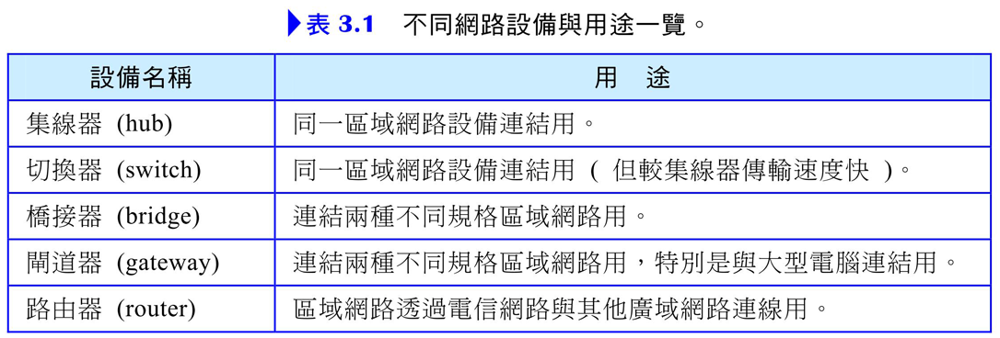 ▶表 3.1 不同網路設備與用途一覽。
設備名稱 用 途
集線器 (hub) 同一區域網路設備連結用。
切換器 (switch) 同一區域網路設備連結用 ( 但較集線器傳輸速度快 )。
橋接器 (bridge) 連結兩種不同規格區域網路用。
閘道器 (gateway) 連結兩種不同規格區域網路用，特別是與大型電腦連結用。
路由器 (router) 區域網路透過電信網路與其他廣域網路連線用。